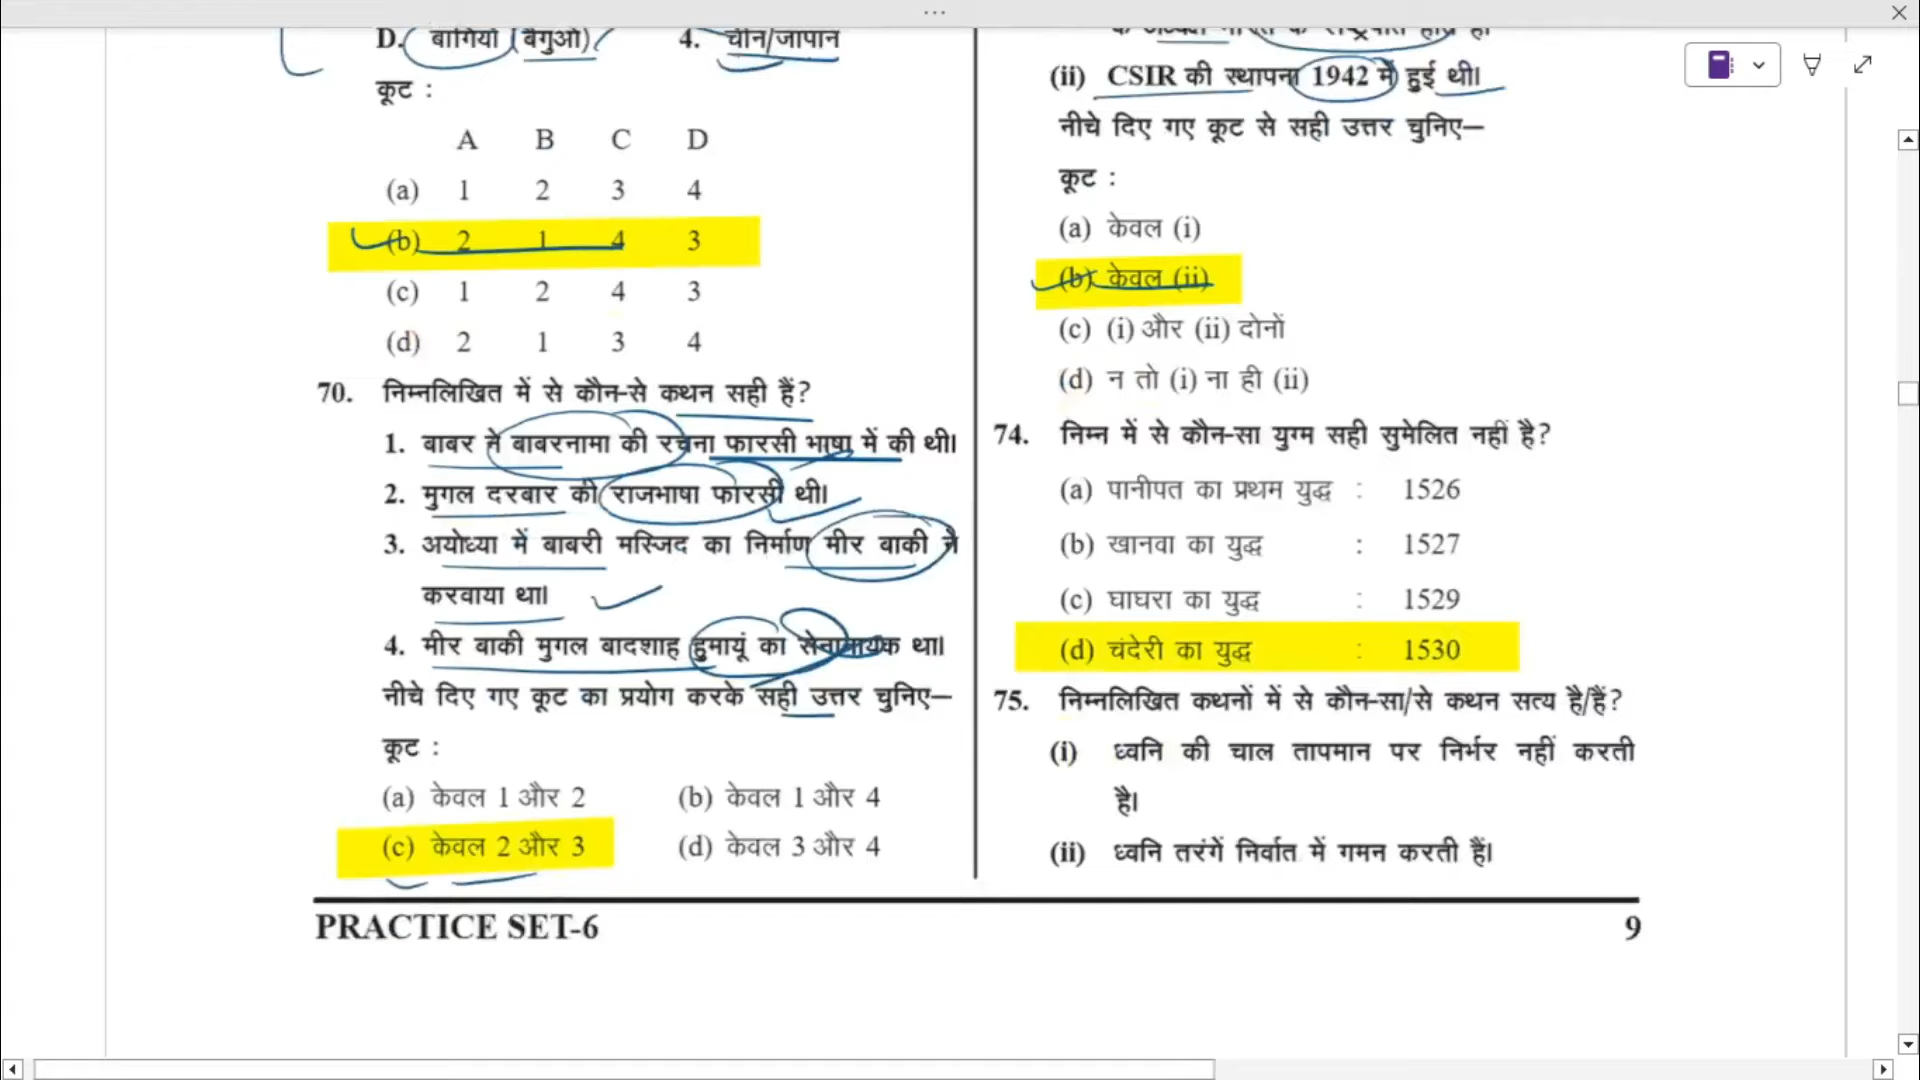 D. बागियो (बैगुओ) 4. चीन/जापान
कूट :
A B C D
(a) 1 2 3 4
(b) 2 1 4 3
(c) 1 2 4 3
(d) 2 1 3 4
70. निम्नलिखित में से कौन-से कथन सही हैं?
1. बाबर ने बाबरनामा की रचना फारसी भाषा में की थी।
2. मुगल दरबार की राजभाषा फारसी थी।
3. अयोध्या में बाबरी मस्जिद का निर्माण मीर बाकी ने
करवाया था।
4. मीर बाकी मुगल बादशाह हुमायूं का सेनानायक था।
नीचे दिए गए कूट का प्रयोग करके सही उत्तर चुनिए–
कूट :
(a) केवल 1 और 2 (b) केवल 1 और 4
(c) केवल 2 और 3 (d) केवल 3 और 4
(ii) CSIR की स्थापना 1942 में हुई थी।
नीचे दिए गए कूट से सही उत्तर चुनिए–
कूट :
(a) केवल (i)
(b) केवल (ii)
(c) (i) और (ii) दोनों
(d) न तो (i) ना ही (ii)
74. निम्न में से कौन-सा युग्म सही सुमेलित नहीं है?
(a) पानीपत का प्रथम युद्ध : 1526
(b) खानवा का युद्ध : 1527
(c) घाघरा का युद्ध : 1529
(d) चंदेरी का युद्ध : 1530
75. निम्नलिखित कथनों में से कौन-सा/से कथन सत्य है/हैं?
(i) ध्वनि की चाल तापमान पर निर्भर नहीं करती
है।
(ii) ध्वनि तरंगें निर्वात में गमन करती हैं।
PRACTICE SET-6 9